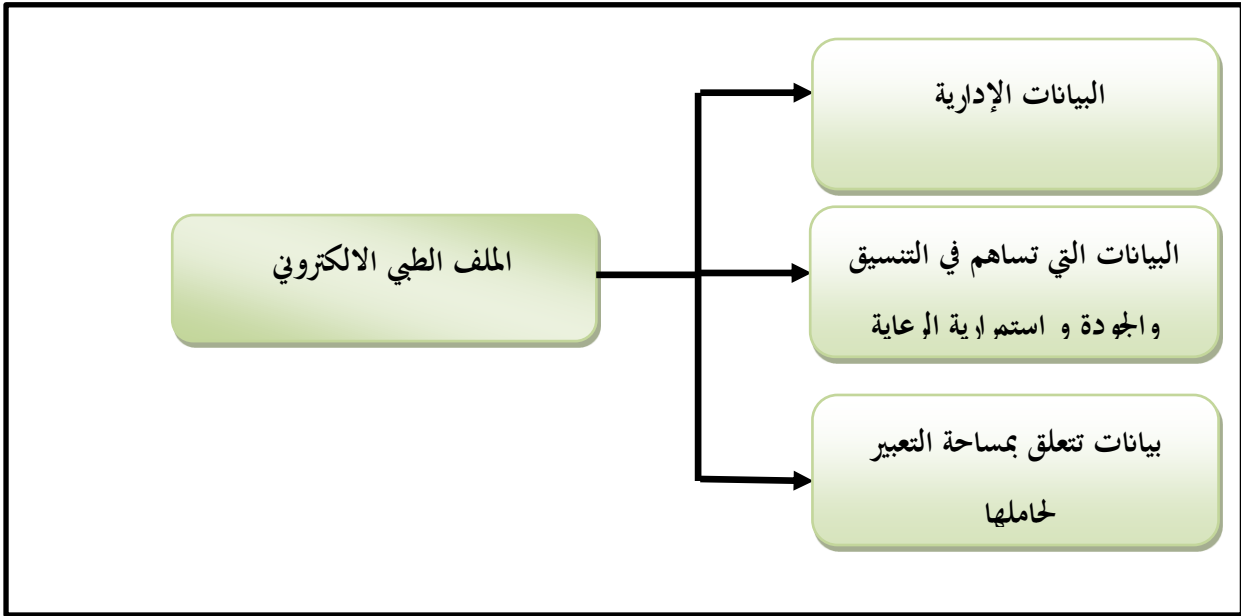 البيانات الإدارية
الملف الطبي الالكتروني
البيانات التي تساهم في التنسيق
والجودة و استمرارية الرعاية
بيانات تتعلق بمساحة التعبير
لحاملها